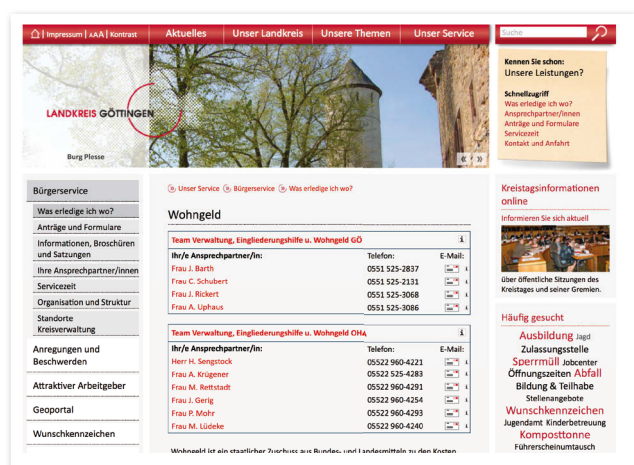 Impressum | AAA | Kontrast
Aktuelles
Unser Landkreis
Unsere Themen
Unser Service
Suche
LANDKREIS GÖTTINGEN
Burg Plesse
Kennen Sie schon:
Unsere Leistungen?
Schnellzugriff
Was erledige ich wo?
Ansprechpartner/innen
Anträge und Formulare
Servicezeit
Kontakt und Anfahrt
Bürgerservice
Was erledige ich wo?
Anträge und Formulare
Informationen, Broschüren
und Satzungen
Ihre Ansprechpartner/innen
Servicezeit
Organisation und Struktur
Standorte
Kreisverwaltung
Anregungen und
Beschwerden
Attraktiver Arbeitgeber
Geoportal
Wunschkennzeichen
Unser Service Bürgerservice Was erledige ich wo?
Wohngeld
Team Verwaltung, Eingliederungshilfe u. Wohngeld GÖ i
Ihr/e Ansprechpartner/in: Telefon: E-Mail:
Frau J. Barth 0551 525-2837 i
Frau C. Schubert 0551 525-2131 i
Frau J. Rickert 0551 525-3068 i
Frau A. Uphaus 0551 525-3086 i
Team Verwaltung, Eingliederungshilfe u. Wohngeld OHA i
Ihr/e Ansprechpartner/in: Telefon: E-Mail:
Herr H. Sengstock 05522 960-4221 i
Frau A. Krügener 05522 525-4283 i
Frau M. Rettstadt 05522 960-4291 i
Frau J. Gerig 05522 960-4254 i
Frau P. Mohr 05522 960-4293 i
Frau M. Lüdeke 05522 960-4240 i
Wohngeld ist ein staatlicher Zuschuss aus Bundes- und Landesmitteln zu den Kosten
Kreistagsinformationen
online
Informieren Sie sich aktuell
über öffentliche Sitzungen des
Kreistages und seiner Gremien.
Häufig gesucht
Ausbildung Jagd
Zulassungsstelle
Sperrmüll Jobcenter
Öffnungszeiten Abfall
Bildung & Teilhabe
Stellenangebote
Wunschkennzeichen
Jugendamt Kinderbetreuung
Komposttonne
Führerscheinumtausch